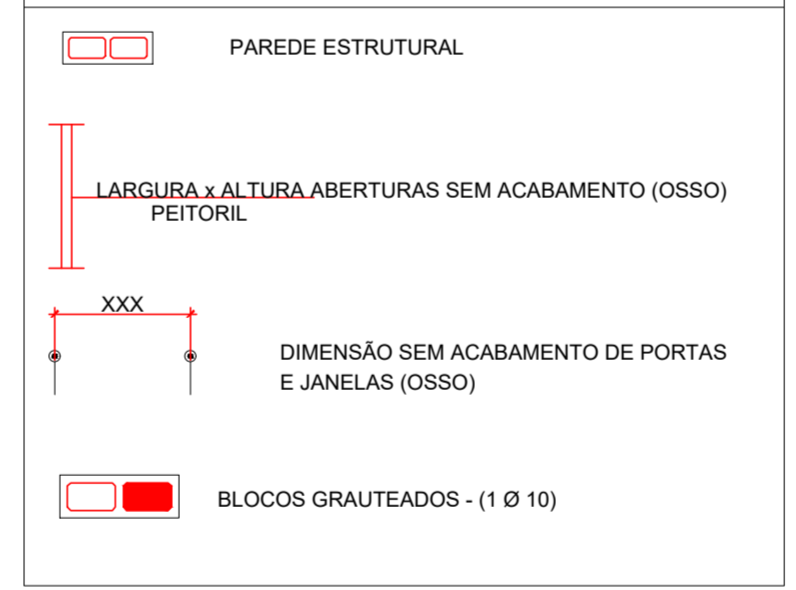 PAREDE ESTRUTURAL
LARGURA x ALTURA ABERTURAS SEM ACABAMENTO (OSSO)
PEITORIL
XXX
DIMENSÃO SEM ACABAMENTO DE PORTAS
E JANELAS (OSSO)
BLOCOS GRAUTEADOS - (1 Ø 10)